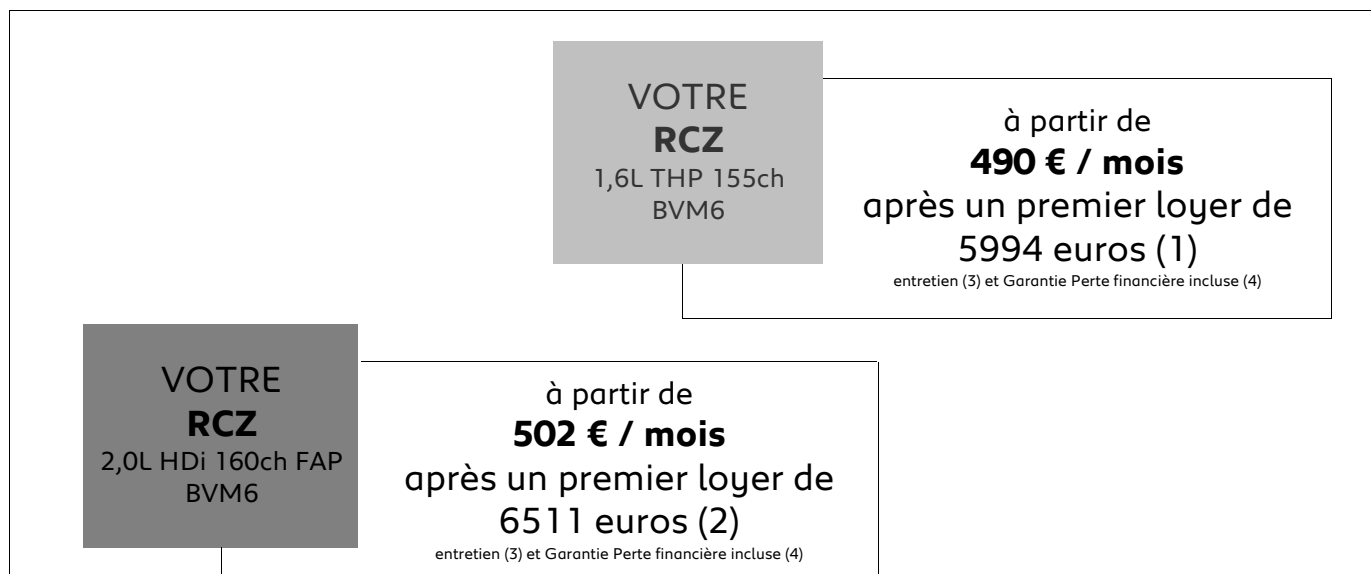 VOTRE
RCZ
1,6L THP 155ch
BVM6
à partir de
490 € / mois
après un premier loyer de
5994 euros (1)
entretien (3) et Garantie Perte financière incluse (4)
VOTRE
RCZ
2,0L HDi 160ch FAP
BVM6
à partir de
502 € / mois
après un premier loyer de
6511 euros (2)
entretien (3) et Garantie Perte financière incluse (4)